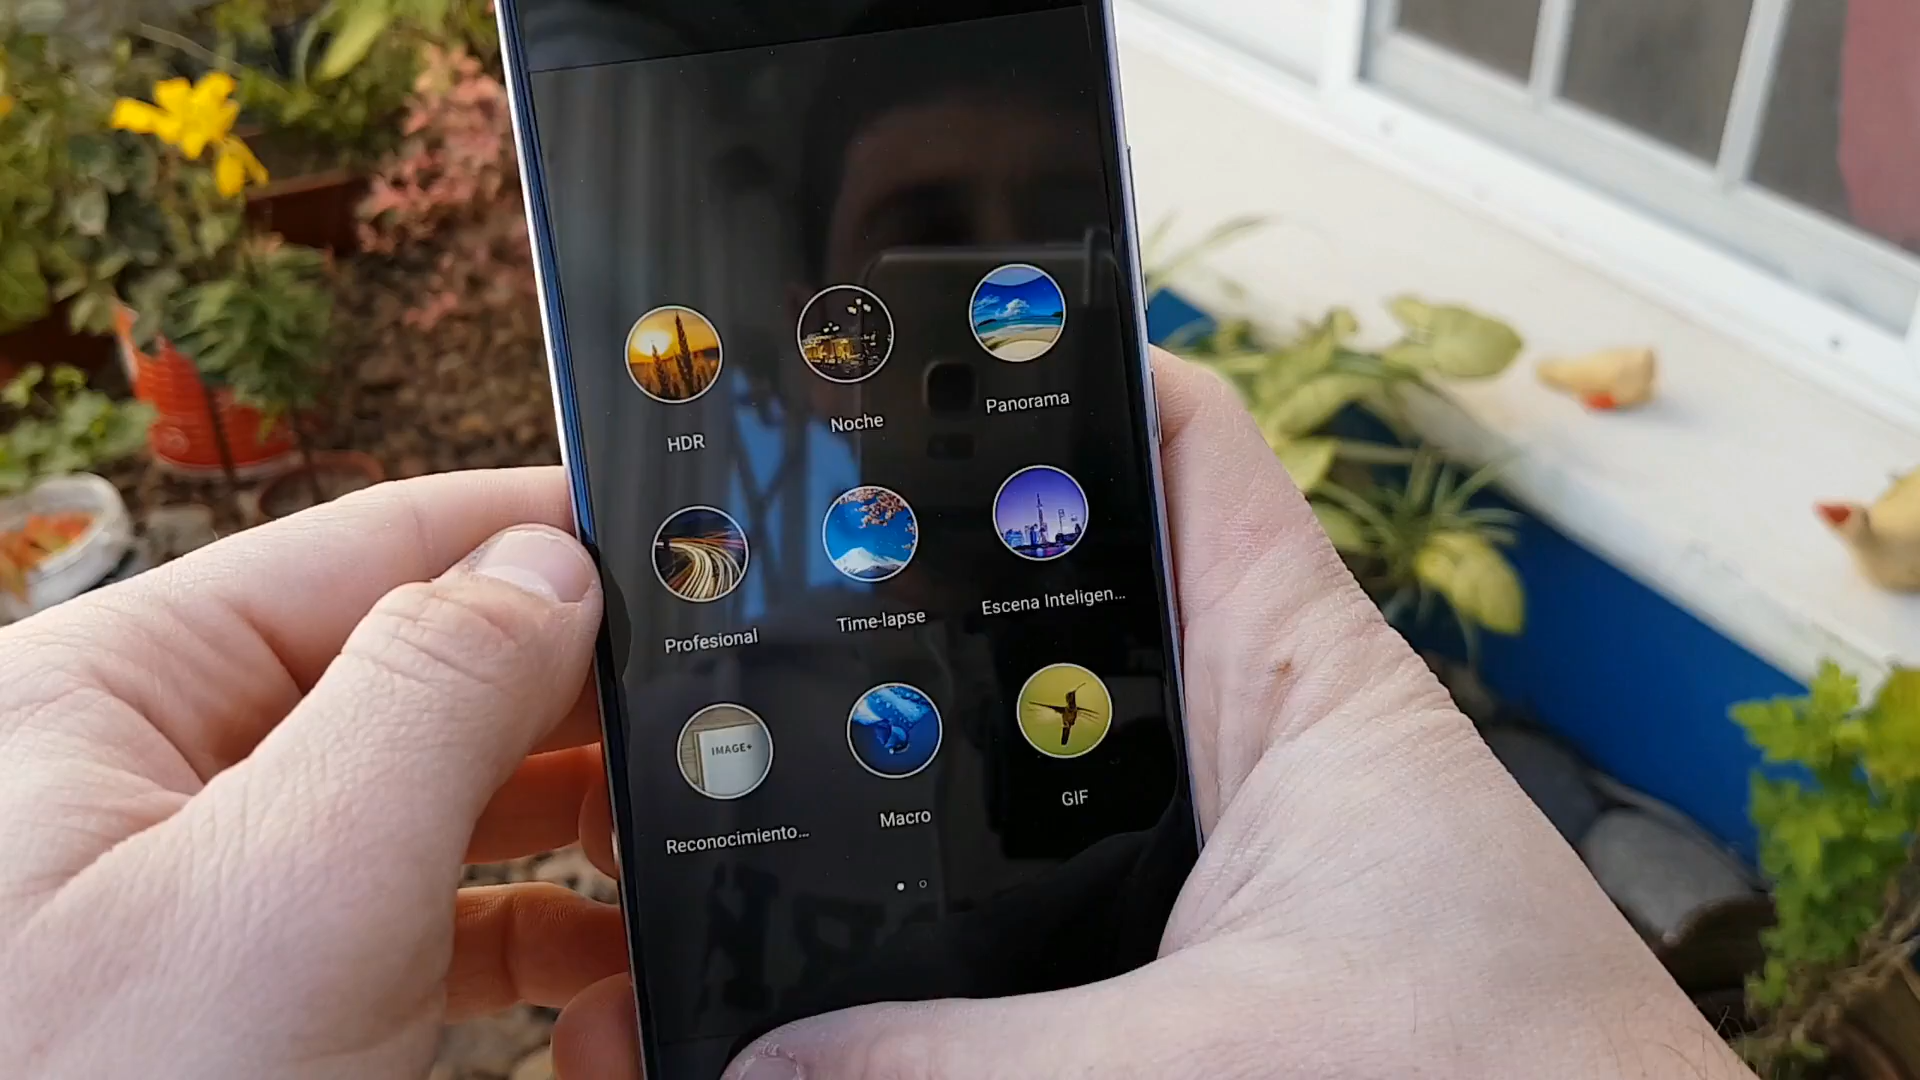 HDR
Noche
Panorama
Profesional
Time-lapse
Escena Inteligen...
IMAGE+
Reconocimiento...
Macro
GIF